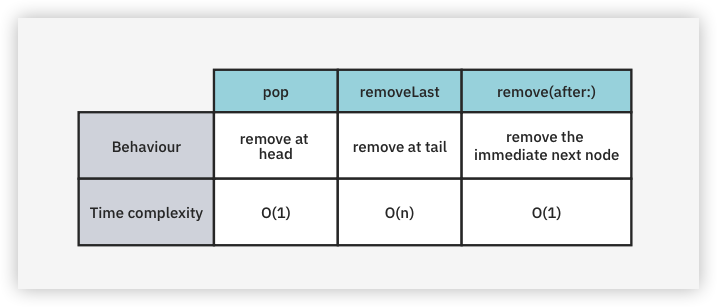 pop removeLast remove(after:)
Behaviour remove at head remove at tail remove the immediate next node
Time complexity O(1) O(n) O(1)